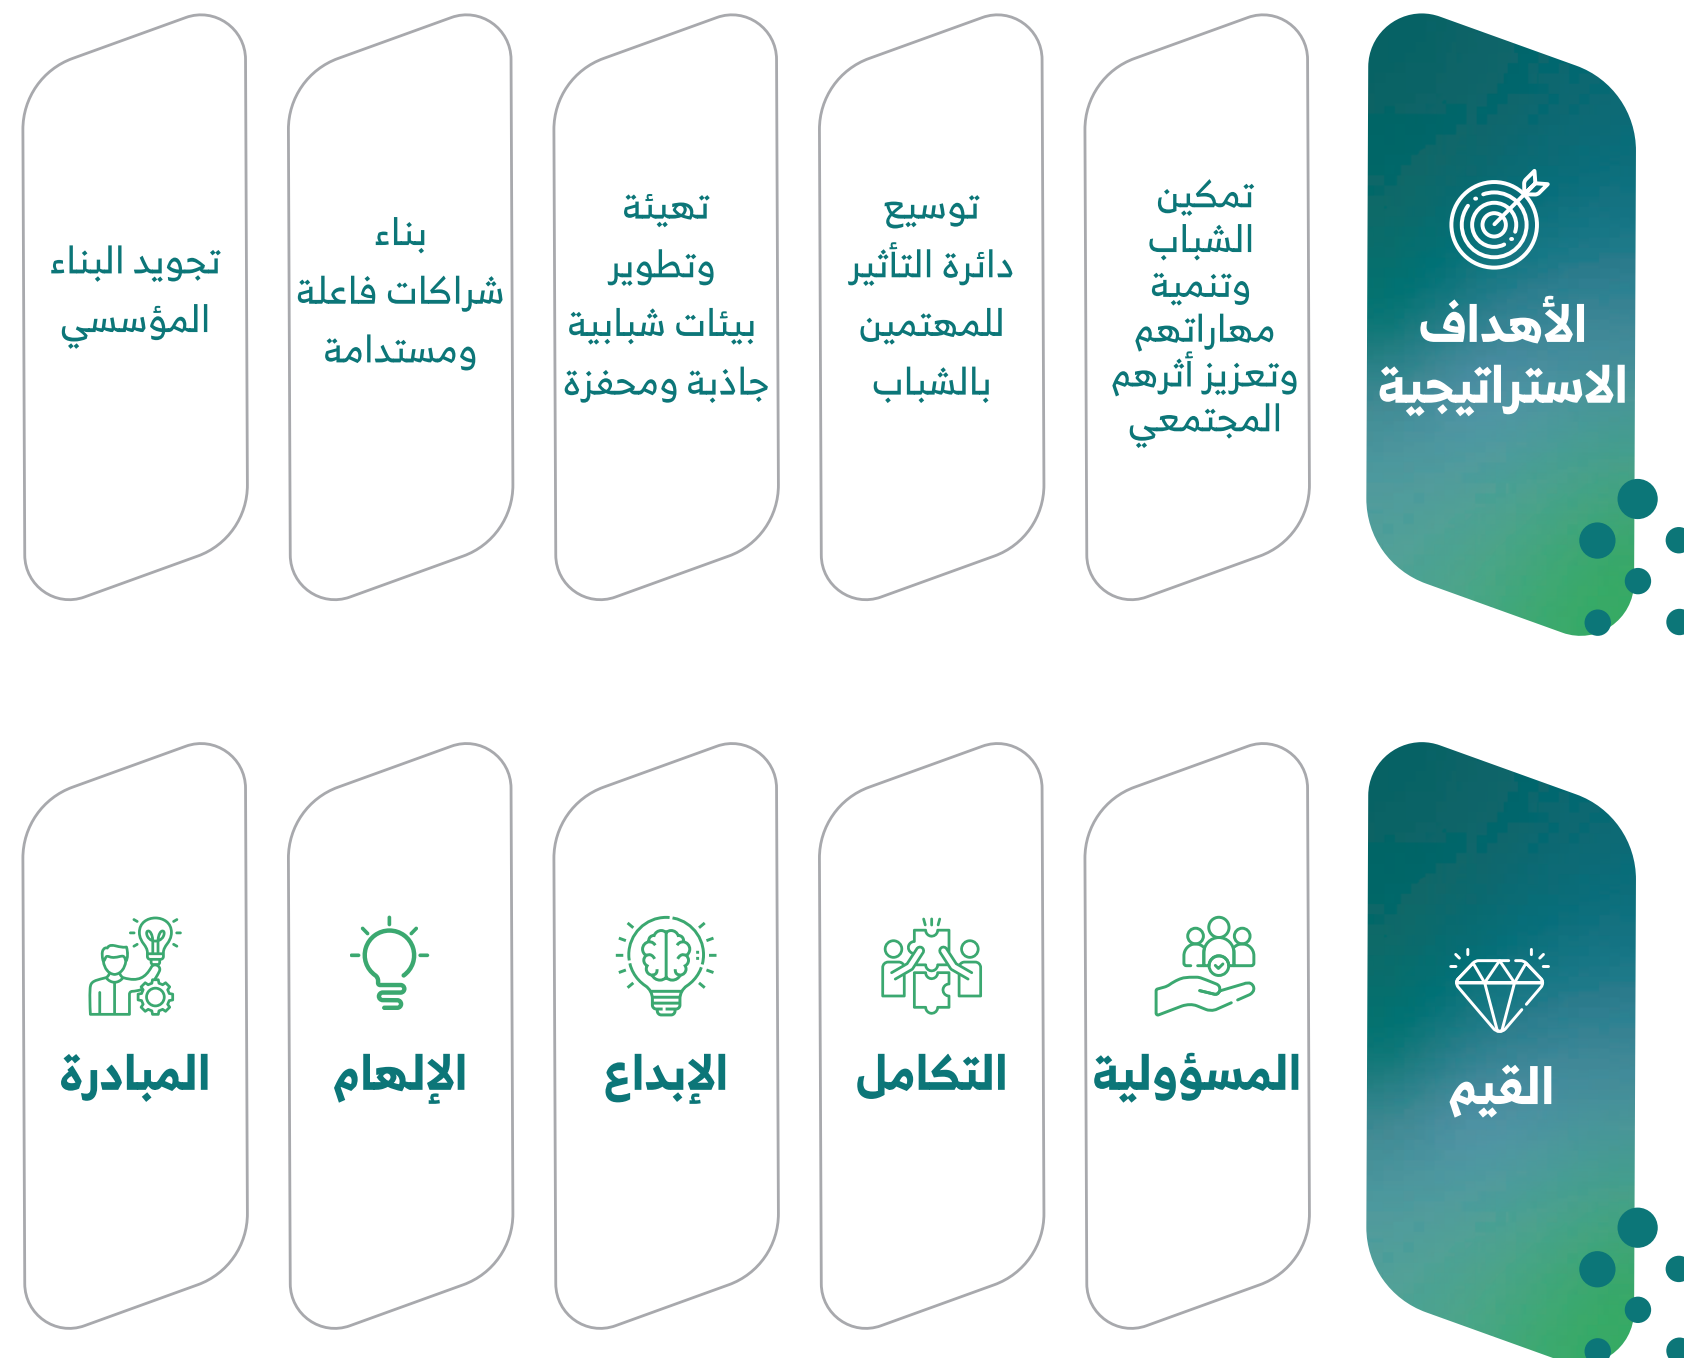 الأهداف
الاستراتيجية
تمكين
الشباب
وتنمية
مهاراتهم
وتعزيز أثرهم
المجتمعي
توسيع
دائرة التأثير
للمهتمين
بالشباب
تهيئة
وتطوير
بيئات شبابية
جاذبة ومحفزة
بناء
شراكات فاعلة
ومستدامة
تجويد البناء
المؤسسي
القيم
المسؤولية
التكامل
الإبداع
الإلهام
المبادرة